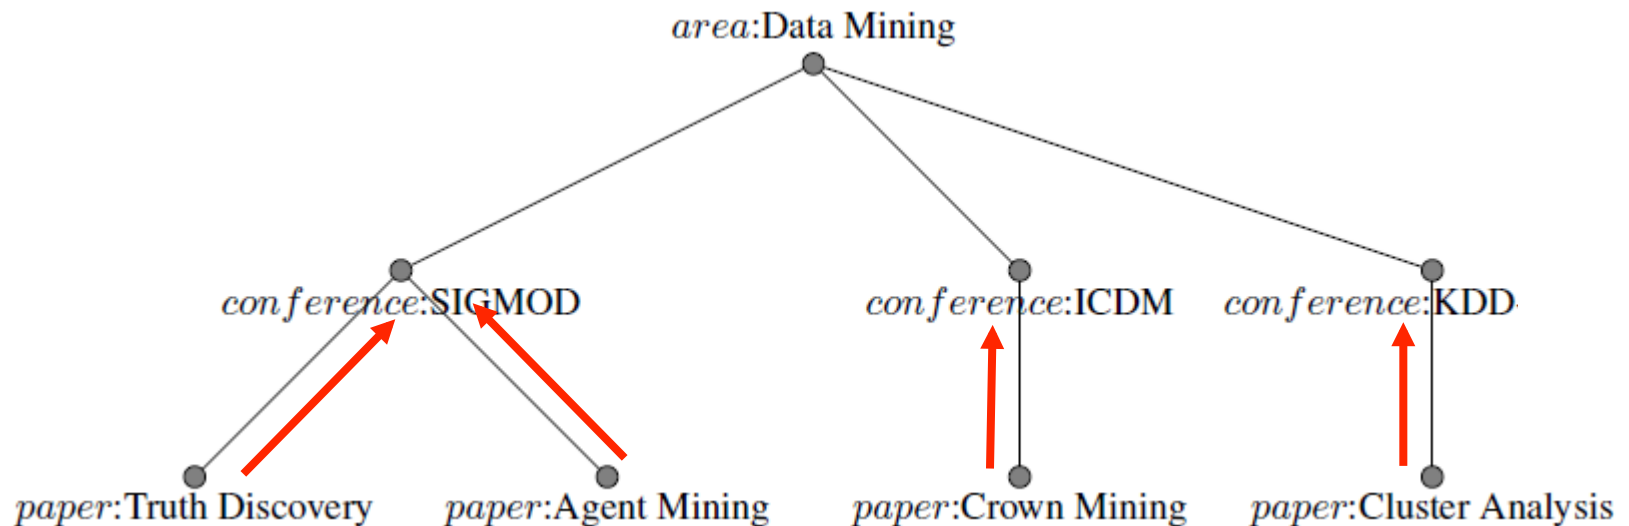 area:Data Mining
conference:SIGMOD
conference:ICDM
conference:KDD
paper:Truth Discovery
paper:Agent Mining
paper:Crown Mining
paper:Cluster Analysis